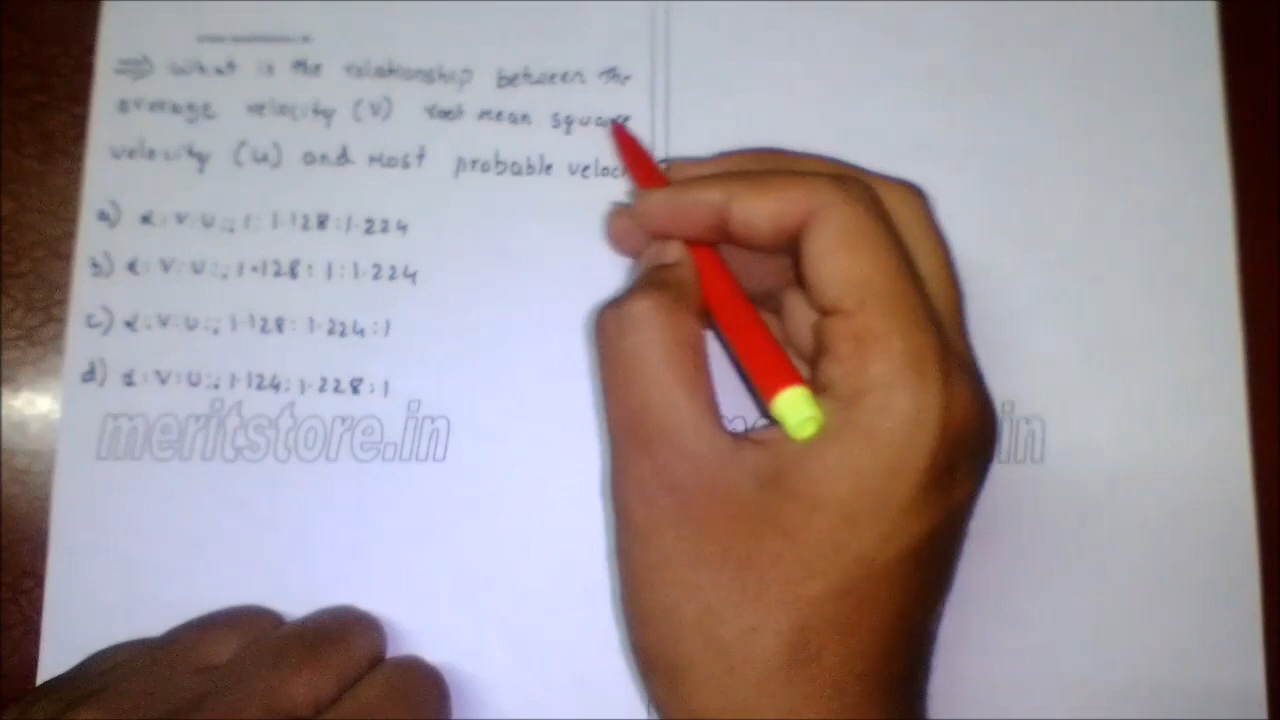 => What is the relationship between the
average velocity (V) root mean square
velocity (u) and most probable veloc
a) α:V:U::1:1.128:1.224
b) α:V:U::1.128:1:1.224
c) α:V:U::1.128:1.224:1
d) α:V:U::1.124:1.228:1
meritstore.in
in